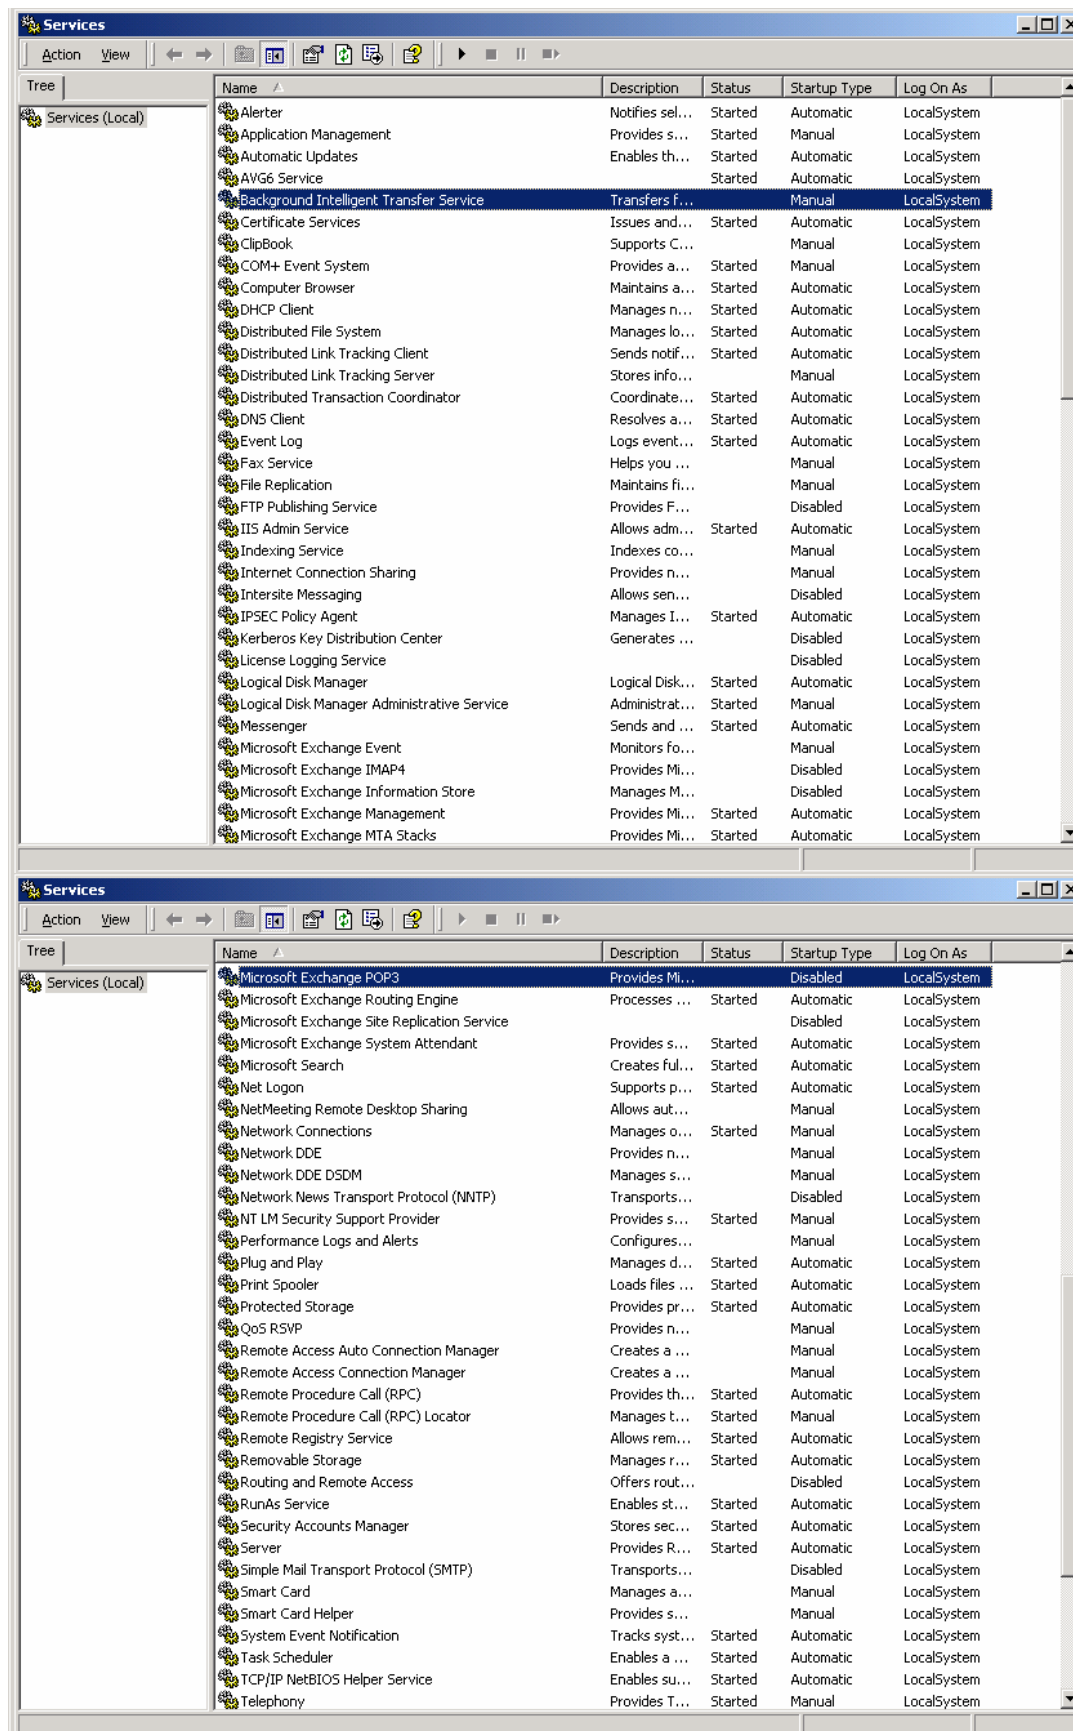 Services
Action View
Tree
Name Description Status Startup Type Log On As
Services (Local)
Alerter Notifies sel... Started Automatic LocalSystem
Application Management Provides s... Started Manual LocalSystem
Automatic Updates Enables th... Started Automatic LocalSystem
AVG6 Service Started Automatic LocalSystem
Background Intelligent Transfer Service Transfers f... Manual LocalSystem
Certificate Services Issues and... Started Automatic LocalSystem
ClipBook Supports C... Manual LocalSystem
COM+ Event System Provides a... Started Manual LocalSystem
Computer Browser Maintains a... Started Automatic LocalSystem
DHCP Client Manages n... Started Automatic LocalSystem
Distributed File System Manages lo... Started Automatic LocalSystem
Distributed Link Tracking Client Sends notif... Started Automatic LocalSystem
Distributed Link Tracking Server Stores info... Manual LocalSystem
Distributed Transaction Coordinator Coordinate... Started Automatic LocalSystem
DNS Client Resolves a... Started Automatic LocalSystem
Event Log Logs event... Started Automatic LocalSystem
Fax Service Helps you ... Manual LocalSystem
File Replication Maintains fi... Manual LocalSystem
FTP Publishing Service Provides F... Disabled LocalSystem
IIS Admin Service Allows adm... Started Automatic LocalSystem
Indexing Service Indexes co... Manual LocalSystem
Internet Connection Sharing Provides n... Manual LocalSystem
Intersite Messaging Allows sen... Disabled LocalSystem
IPSEC Policy Agent Manages I... Started Automatic LocalSystem
Kerberos Key Distribution Center Generates ... Disabled LocalSystem
License Logging Service Disabled LocalSystem
Logical Disk Manager Logical Disk... Started Automatic LocalSystem
Logical Disk Manager Administrative Service Administrat... Started Manual LocalSystem
Messenger Sends and ... Started Automatic LocalSystem
Microsoft Exchange Event Monitors fo... Manual LocalSystem
Microsoft Exchange IMAP4 Provides Mi... Disabled LocalSystem
Microsoft Exchange Information Store Manages M... Disabled LocalSystem
Microsoft Exchange Management Provides Mi... Started Automatic LocalSystem
Microsoft Exchange MTA Stacks Provides Mi... Started Automatic LocalSystem
Services
Action View
Tree
Name Description Status Startup Type Log On As
Services (Local)
Microsoft Exchange POP3 Provides Mi... Disabled LocalSystem
Microsoft Exchange Routing Engine Processes ... Started Automatic LocalSystem
Microsoft Exchange Site Replication Service Disabled LocalSystem
Microsoft Exchange System Attendant Provides s... Started Automatic LocalSystem
Microsoft Search Creates ful... Started Automatic LocalSystem
Net Logon Supports p... Started Automatic LocalSystem
NetMeeting Remote Desktop Sharing Allows aut... Manual LocalSystem
Network Connections Manages o... Started Manual LocalSystem
Network DDE Provides n... Manual LocalSystem
Network DDE DSDM Manages s... Manual LocalSystem
Network News Transport Protocol (NNTP) Transports... Disabled LocalSystem
NT LM Security Support Provider Provides s... Started Manual LocalSystem
Performance Logs and Alerts Configures... Manual LocalSystem
Plug and Play Manages d... Started Automatic LocalSystem
Print Spooler Loads files ... Started Automatic LocalSystem
Protected Storage Provides pr... Started Automatic LocalSystem
QoS RSVP Provides n... Manual LocalSystem
Remote Access Auto Connection Manager Creates a ... Manual LocalSystem
Remote Access Connection Manager Creates a ... Manual LocalSystem
Remote Procedure Call (RPC) Provides th... Started Automatic LocalSystem
Remote Procedure Call (RPC) Locator Manages t... Started Manual LocalSystem
Remote Registry Service Allows rem... Started Automatic LocalSystem
Removable Storage Manages r... Started Automatic LocalSystem
Routing and Remote Access Offers rout... Disabled LocalSystem
RunAs Service Enables st... Started Automatic LocalSystem
Security Accounts Manager Stores sec... Started Automatic LocalSystem
Server Provides R... Started Automatic LocalSystem
Simple Mail Transport Protocol (SMTP) Transports... Disabled LocalSystem
Smart Card Manages a... Manual LocalSystem
Smart Card Helper Provides s... Manual LocalSystem
System Event Notification Tracks syst... Started Automatic LocalSystem
Task Scheduler Enables a ... Started Automatic LocalSystem
TCP/IP NetBIOS Helper Service Enables su... Started Automatic LocalSystem
Telephony Provides T... Started Manual LocalSystem